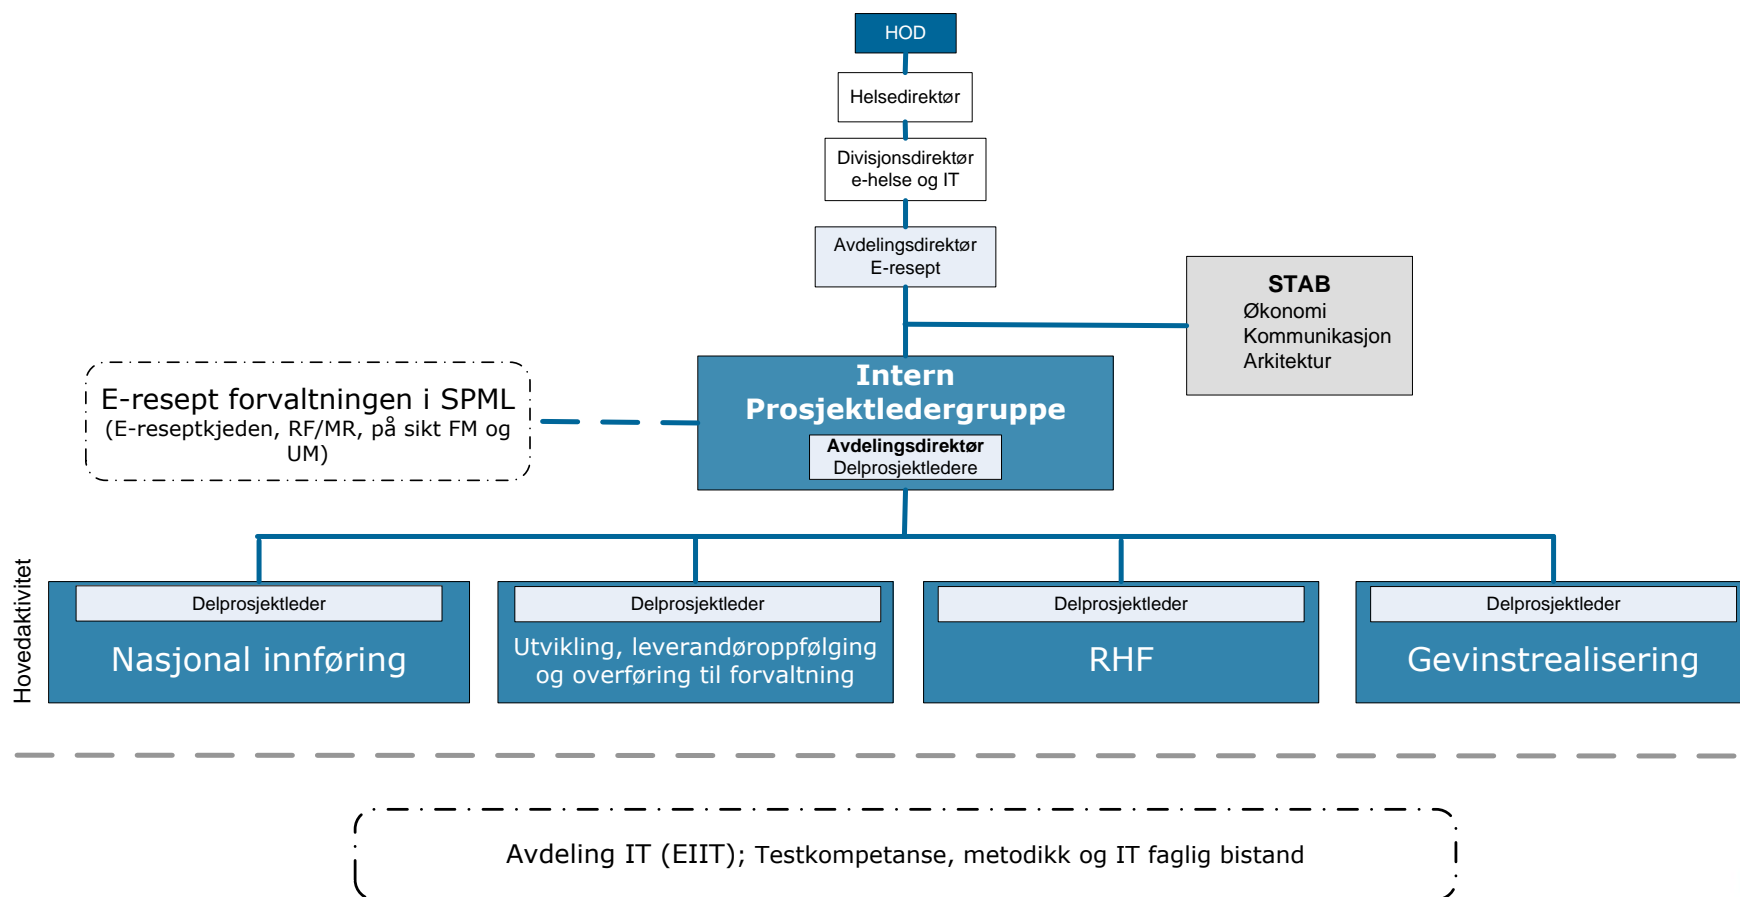 HOD
Helsedirektør
Divisjonsdirektør
e-helse og IT
Avdelingsdirektør
E-resept
STAB
Økonomi
Kommunikasjon
Arkitektur
E-resept forvaltningen i SPML
(E-reseptkjeden, RF/MR, på sikt FM og
UM)
Intern
Prosjektledergruppe
Avdelingsdirektør
Delprosjektledere
Hovedaktivitet
Delprosjektleder
Nasjonal innføring
Delprosjektleder
Utvikling, leverandøroppfølging
og overføring til forvaltning
Delprosjektleder
RHF
Delprosjektleder
Gevinstrealisering
Avdeling IT (EIIT); Testkompetanse, metodikk og IT faglig bistand